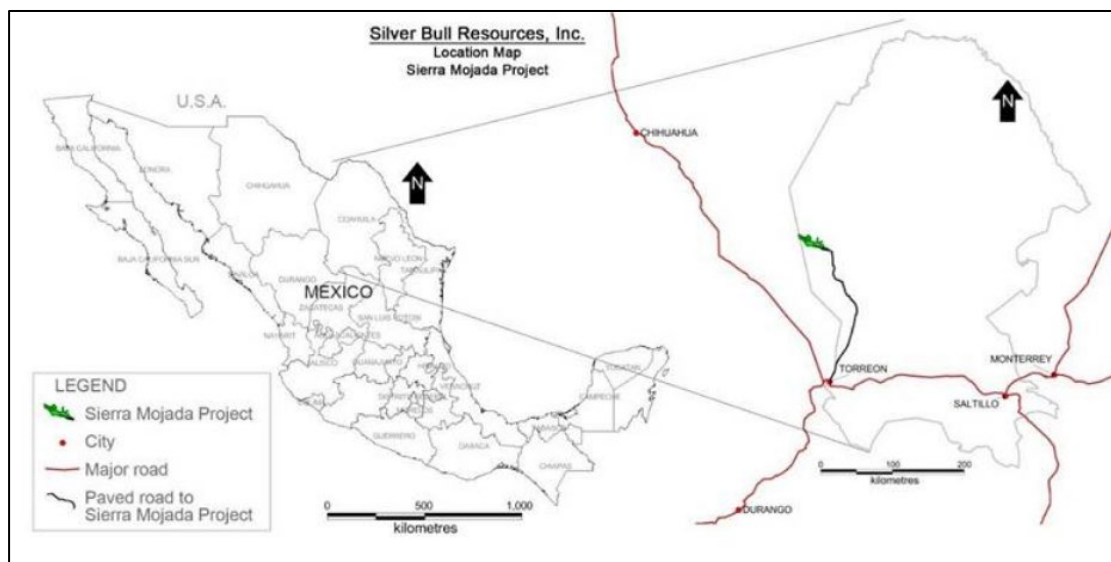 Silver Bull Resources, Inc.
Location Map
Sierra Mojada Project
U.S.A.
N
N
CHIHUAHUA
BAJA CALIFORNIA
SONORA
CHIHUAHUA
COAHUILA
NUEVO LEON
TAMAULIPAS
BAJA CALIFORNIA SUR
SINALOA
DURANGO
MEXICO
ZACATECAS
SAN LUIS POTOSI
NAYARIT
AGUASCALIENTES
JALISCO
GUANAJUATO
HIDALGO
VERACRUZ
YUCATAN
CAMPECHE
TABASCO
GUERRERO
OAXACA
CHIAPAS
TORREON
MONTERREY
SALTILLO
DURANGO
0 100 200
kilometres
LEGEND
Sierra Mojada Project
City
Major road
Paved road to
Sierra Mojada Project
0 500 1,000
kilometres